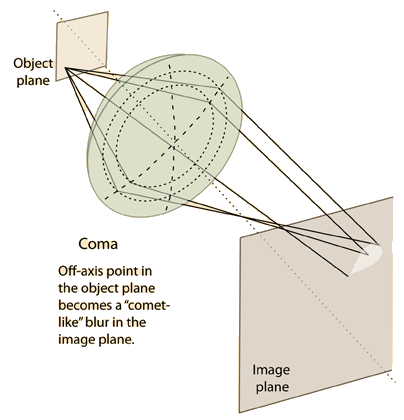 Object
plane
Coma
Off-axis point in
the object plane
becomes a "comet-
like" blur in the
image plane.
Image
plane